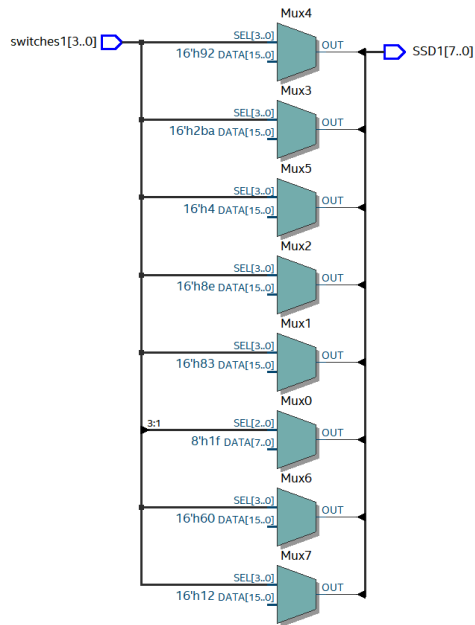 Mux4
switches1[3..0]
SEL[3..0]
OUT
SSD1[7..0]
16'h92 DATA[15..0]
Mux3
SEL[3..0]
OUT
16'h2ba DATA[15..0]
Mux5
SEL[3..0]
OUT
16'h4 DATA[15..0]
Mux2
SEL[3..0]
OUT
16'h8e DATA[15..0]
Mux1
SEL[3..0]
OUT
16'h83 DATA[15..0]
Mux0
3:1
SEL[2..0]
OUT
8'h1f DATA[7..0]
Mux6
SEL[3..0]
OUT
16'h60 DATA[15..0]
Mux7
SEL[3..0]
OUT
16'h12 DATA[15..0]